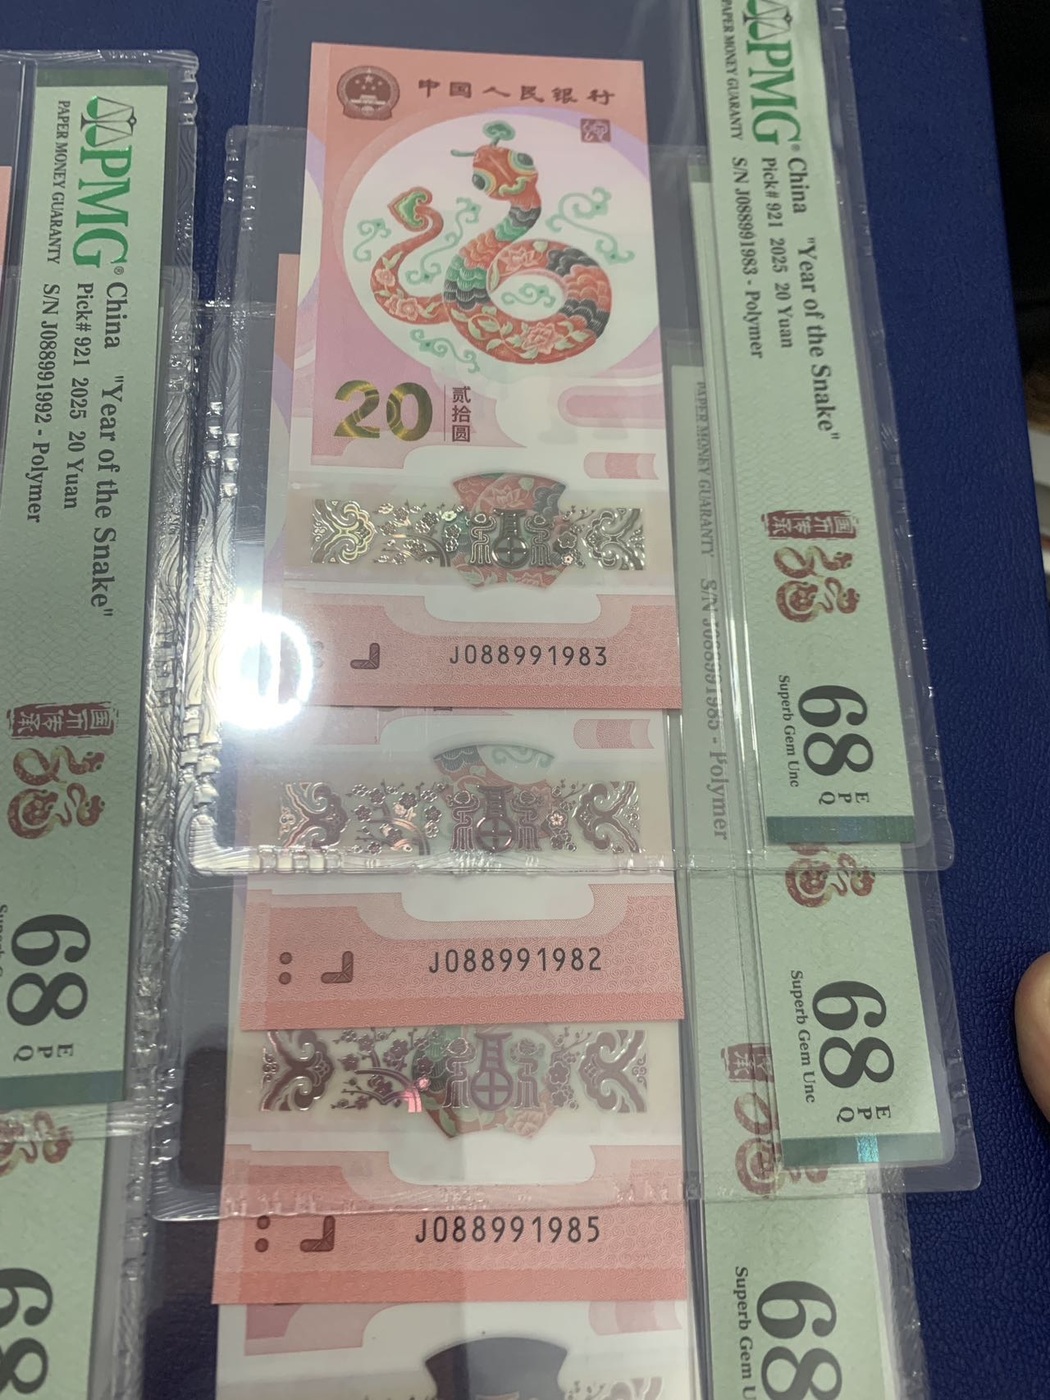 PMG®
PAPER MONEY GUARANTY
China "Year of the Snake"
Pick# 921 2025 20 Yuan
S/N J088991992 - Polymer
68
E
P
Q
中国人民银行
20
贰拾圆
J088991983
J088991982
J088991985
PMG®
PAPER MONEY GUARANTY
China "Year of the Snake"
Pick# 921 2025 20 Yuan
S/N J088991983 - Polymer
68
E
P
Q
Superb Gem Unc
PAPER MONEY GUARANTY
Polymer
68
E
P
Q
Superb Gem Unc
68
Superb Gem Unc
68